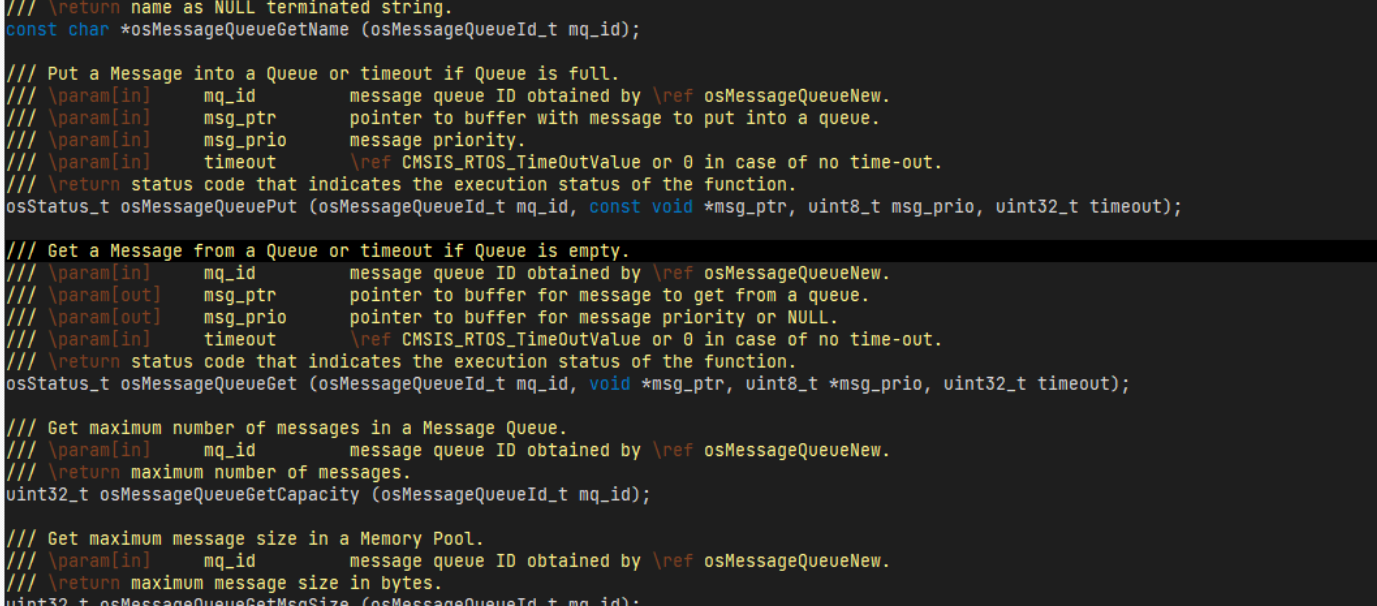 /// \return name as NULL terminated string.
const char *osMessageQueueGetName (osMessageQueueId_t mq_id);
/// Put a Message into a Queue or timeout if Queue is full.
/// \param[in]     mq_id         message queue ID obtained by \ref osMessageQueueNew.
/// \param[in]     msg_ptr       pointer to buffer with message to put into a queue.
/// \param[in]     msg_prio      message priority.
/// \param[in]     timeout       \ref CMSIS_RTOS_TimeOutValue or 0 in case of no time-out.
/// \return status code that indicates the execution status of the function.
osStatus_t osMessageQueuePut (osMessageQueueId_t mq_id, const void *msg_ptr, uint8_t msg_prio, uint32_t timeout);
/// Get a Message from a Queue or timeout if Queue is empty.
/// \param[in]     mq_id         message queue ID obtained by \ref osMessageQueueNew.
/// \param[out]    msg_ptr       pointer to buffer for message to get from a queue.
/// \param[out]    msg_prio      pointer to buffer for message priority or NULL.
/// \param[in]     timeout       \ref CMSIS_RTOS_TimeOutValue or 0 in case of no time-out.
/// \return status code that indicates the execution status of the function.
osStatus_t osMessageQueueGet (osMessageQueueId_t mq_id, void *msg_ptr, uint8_t *msg_prio, uint32_t timeout);
/// Get maximum number of messages in a Message Queue.
/// \param[in]     mq_id         message queue ID obtained by \ref osMessageQueueNew.
/// \return maximum number of messages.
uint32_t osMessageQueueGetCapacity (osMessageQueueId_t mq_id);
/// Get maximum message size in a Memory Pool.
/// \param[in]     mq_id         message queue ID obtained by \ref osMessageQueueNew.
/// \return maximum message size in bytes.
uint32_t osMessageQueueGetMsgSize (osMessageQueueId_t mq_id);